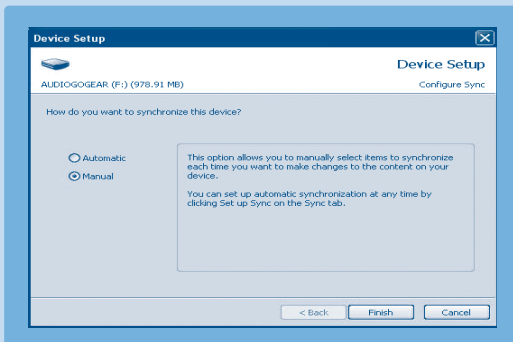 Device Setup
Device Setup
AUDIOGOGEAR (F:) (978.91 MB)
Configure Sync
How do you want to synchronize this device?
Automatic
Manual
This option allows you to manually select items to synchronize
each time you want to make changes to the content on your
device.
You can set up automatic synchronization at any time by
clicking Set up Sync on the Sync tab.
< Back
Finish
Cancel